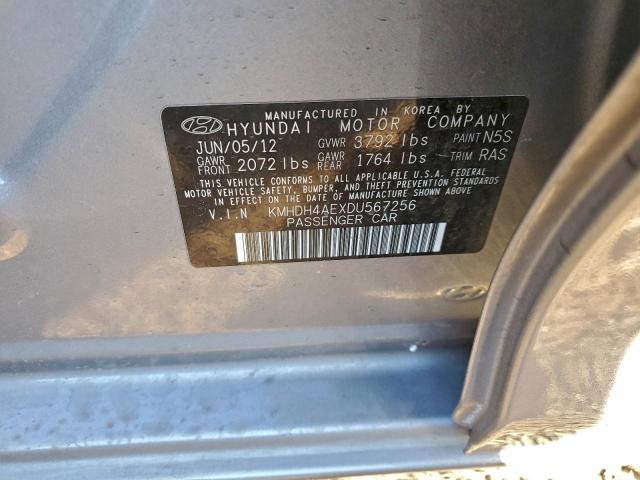 MANUFACTURED IN KOREA BY
HYUNDAI MOTOR COMPANY
JUN/05/12 GVWR 3792 lbs PAINT N5S
GAWR FRONT 2072 lbs GAWR REAR 1764 lbs TRIM RAS
THIS VEHICLE CONFORMS TO ALL APPLICABLE U.S.A. FEDERAL
MOTOR VEHICLE SAFETY, BUMPER, AND THEFT PREVENTION STANDARDS
IN EFFECT ON THE DATE OF MANUFACTURE SHOWN ABOVE.
V.I.N KMHDH4AEXDU567256
PASSENGER CAR